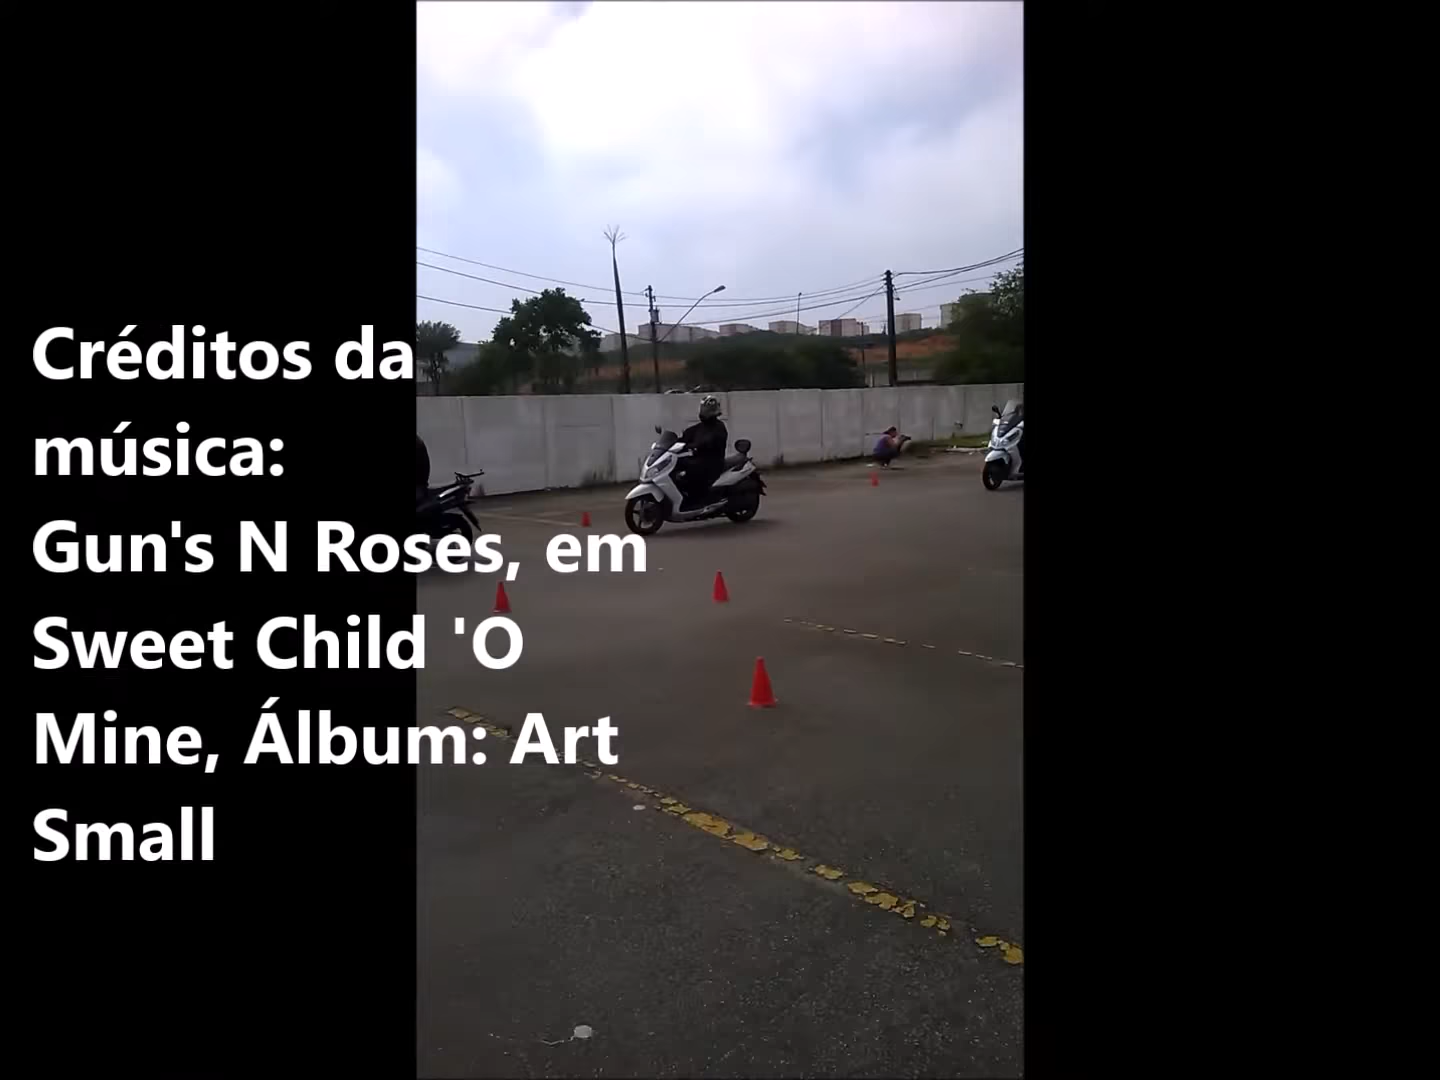 Créditos da
música:
Gun's N Roses, em
Sweet Child 'O
Mine, Álbum: Art
Small